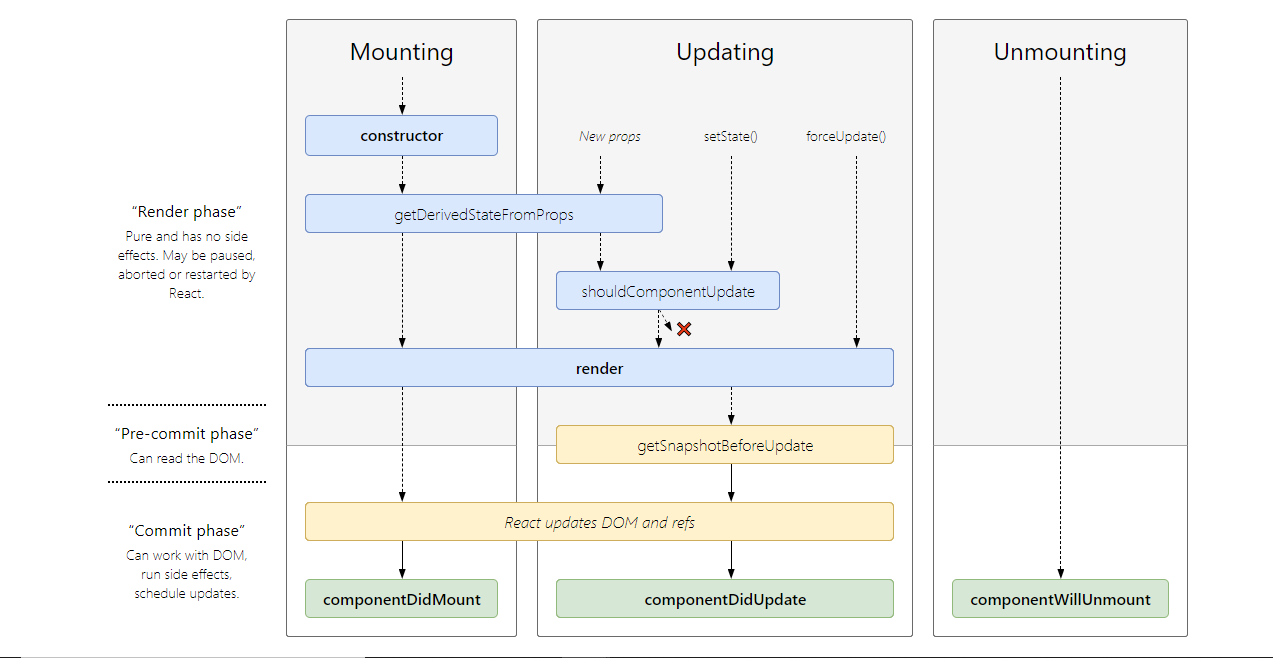 Mounting
Updating
Unmounting
constructor
New props
setState()
forceUpdate()
“Render phase”
Pure and has no side
effects. May be paused,
aborted or restarted by
React.
getDerivedStateFromProps
shouldComponentUpdate
render
“Pre-commit phase”
Can read the DOM.
getSnapshotBeforeUpdate
“Commit phase”
Can work with DOM,
run side effects,
schedule updates.
React updates DOM and refs
componentDidMount
componentDidUpdate
componentWillUnmount